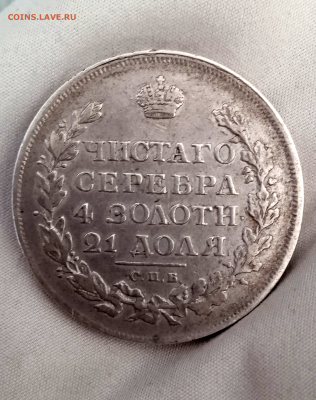 COINS.LAVE.RU
ЧИСТАГО
СЕРЕБРА
4 ЗОЛОТН.
21 ДОЛЯ
С.П.Б.